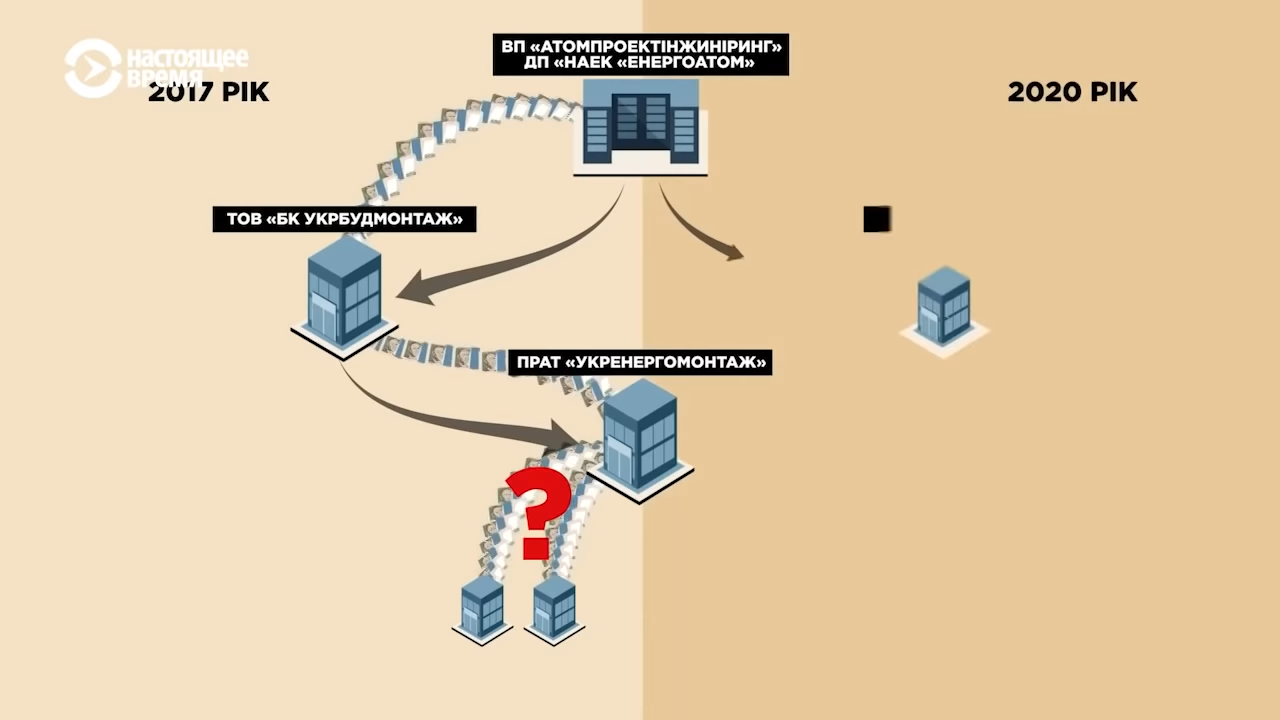 настоящее
время
2017 РІК
ВП «АТОМПРОЕКТІНЖИНІРИНГ»
ДП «НАЕК «ЕНЕРГОАТОМ»
2020 РІК
ТОВ «БК УКРБУДМОНТАЖ»
ПРАТ «УКРЕНЕРГОМОНТАЖ»
?